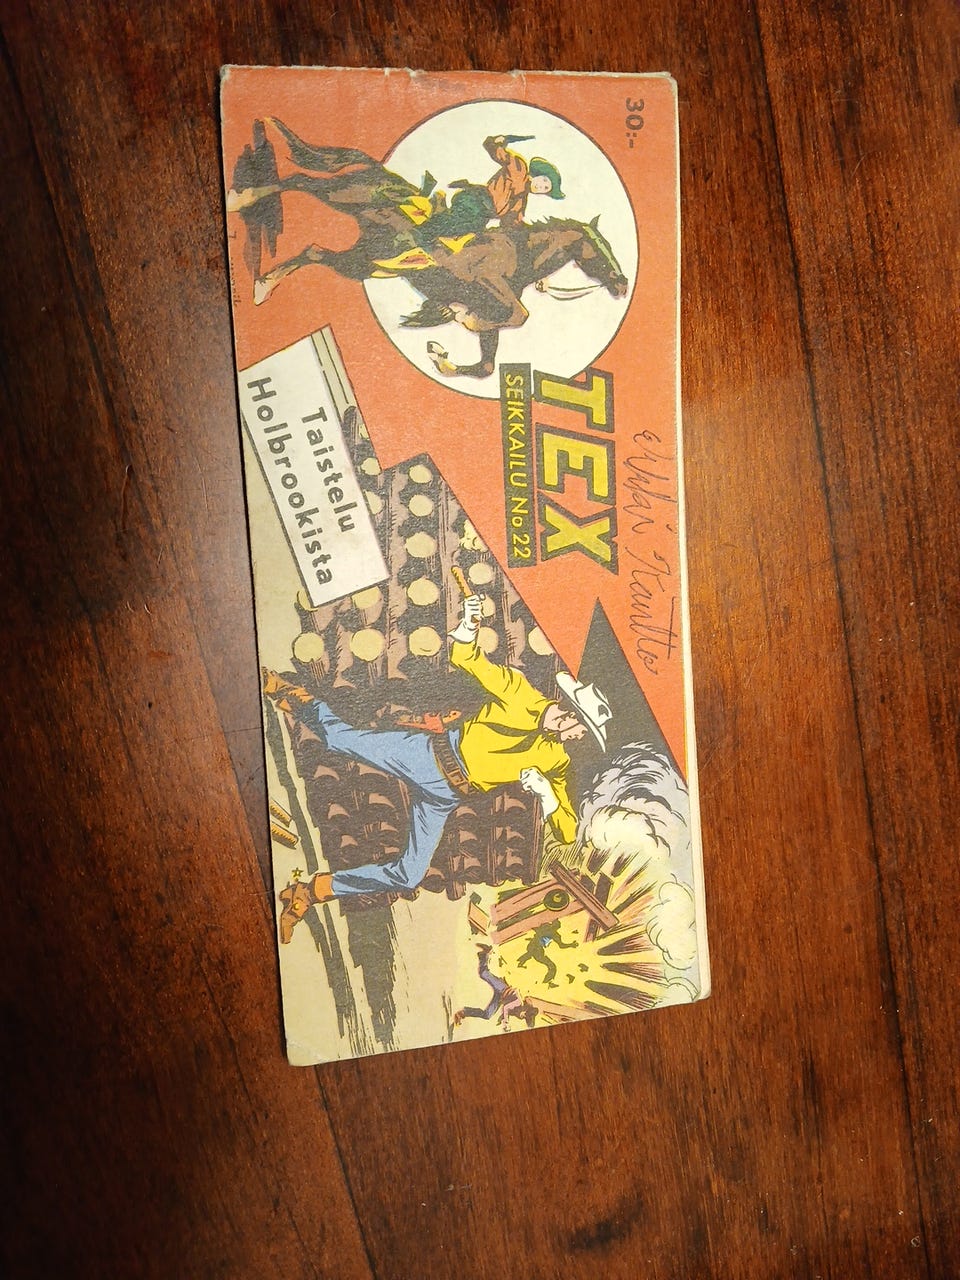 30:-
TEX
SEIKKAILU No.22
Taistelu
Holbrookista